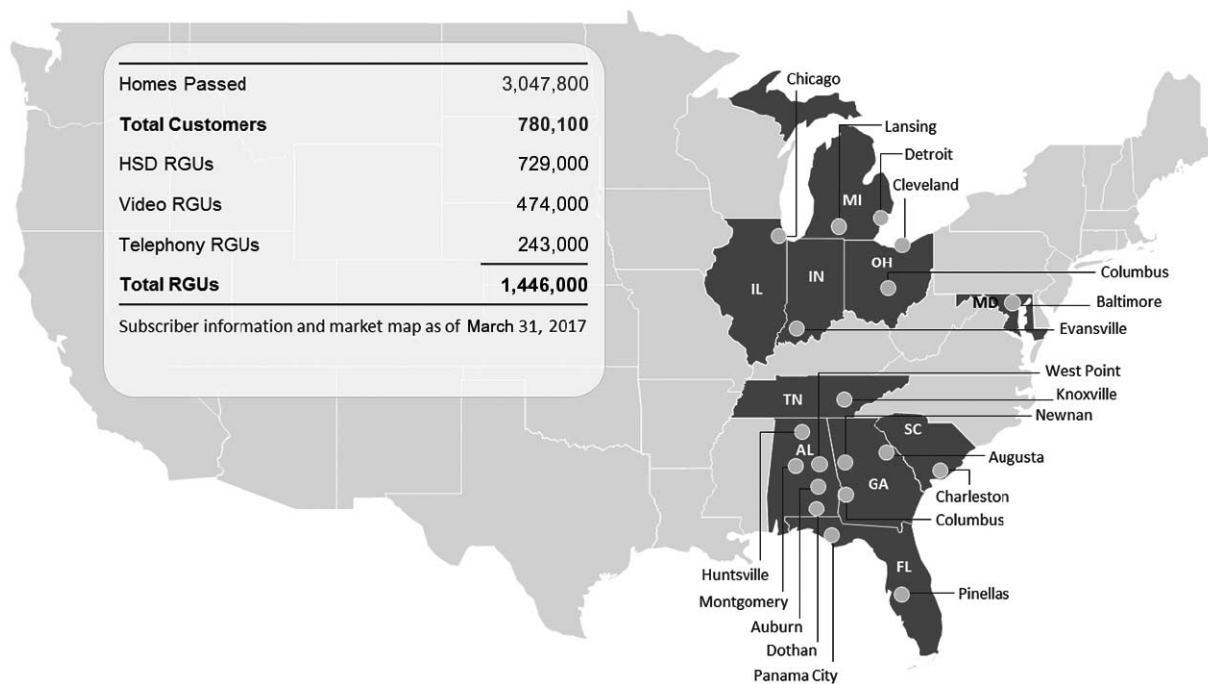 Homes Passed 3,047,800
Total Customers 780,100
HSD RGUs 729,000
Video RGUs 474,000
Telephony RGUs 243,000
Total RGUs 1,446,000
Subscriber information and market map as of March 31, 2017
Chicago
Lansing
Detroit
Cleveland
MI
OH
IN
IL
Columbus
MD
Baltimore
Evansville
West Point
Knoxville
TN
Newnan
SC
AL
Augusta
GA
Charleston
Columbus
FL
Huntsville
Pinellas
Montgomery
Auburn
Dothan
Panama City